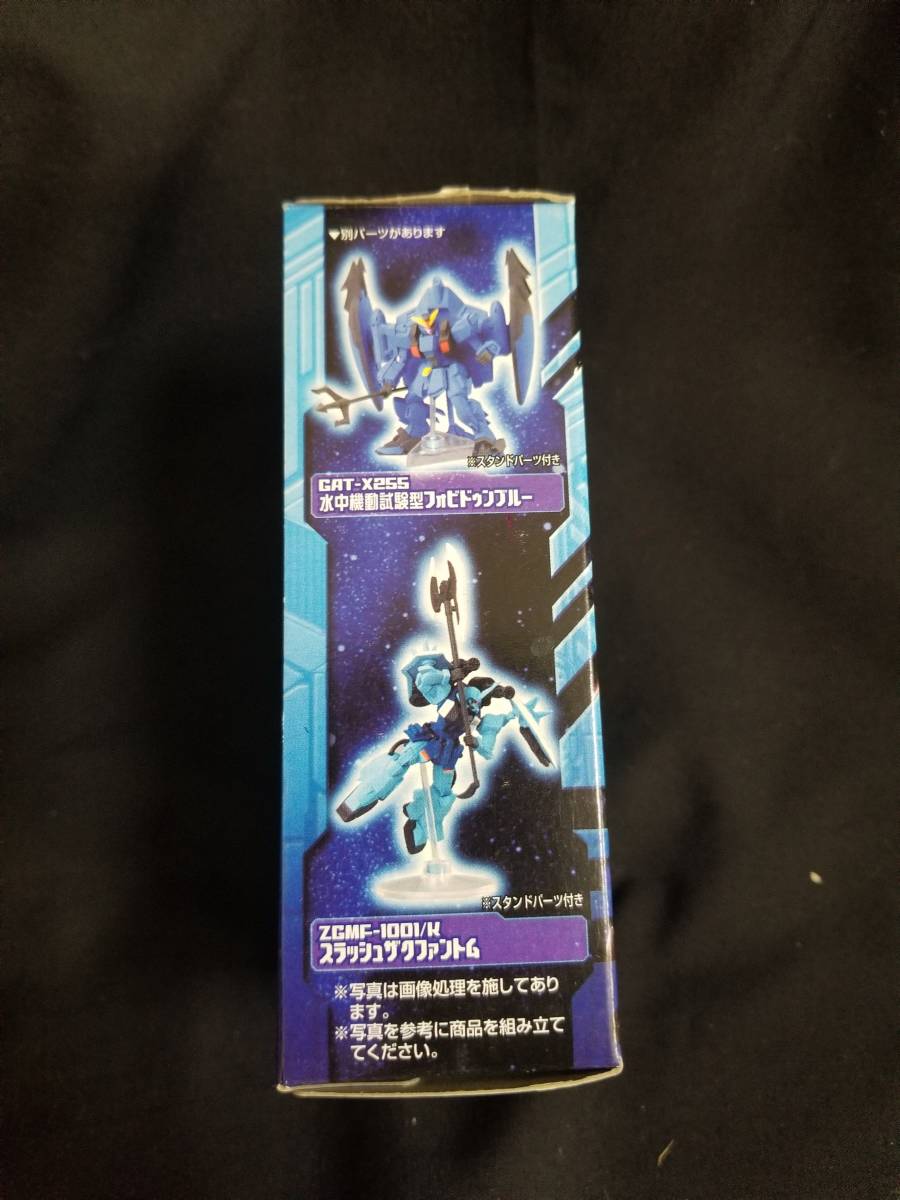 ▼別パーツがあります
※スタンドパーツ付き
GAT-X255
水中機動試験型フォビドゥンブルー
※スタンドパーツ付き
ZGMF-1001/K
スラッシュザクファントム
※写真は画像処理を施してあり
ます。
※写真を参考に商品を組み立て
てください。